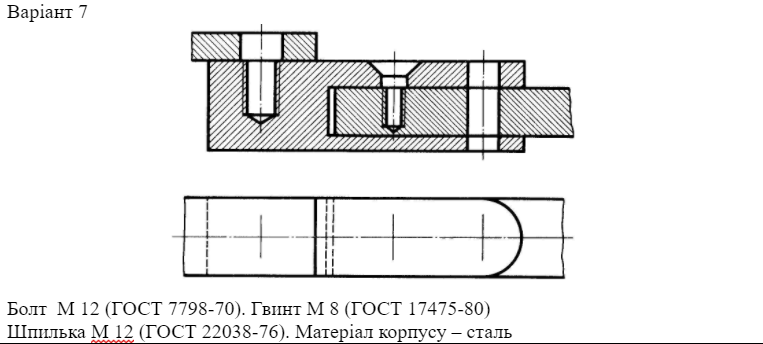 Варіант 7
Болт М 12 (ГОСТ 7798-70). Гвинт М 8 (ГОСТ 17475-80)
Шпилька М 12 (ГОСТ 22038-76). Матеріал корпусу – сталь